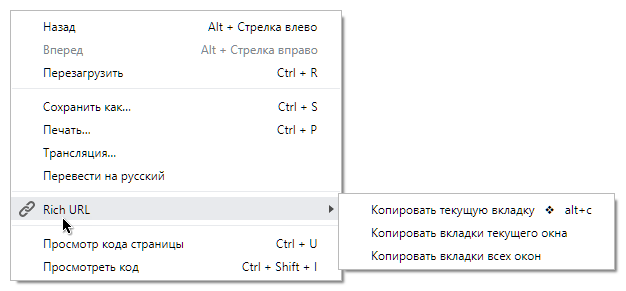 Назад Alt + Стрелка влево
Вперед Alt + Стрелка вправо
Перезагрузить Ctrl + R
Сохранить как... Ctrl + S
Печать... Ctrl + P
Трансляция...
Перевести на русский
Rich URL
Копировать текущую вкладку ❖ alt+c
Копировать вкладки текущего окна
Копировать вкладки всех окон
Просмотр кода страницы Ctrl + U
Просмотреть код Ctrl + Shift + I